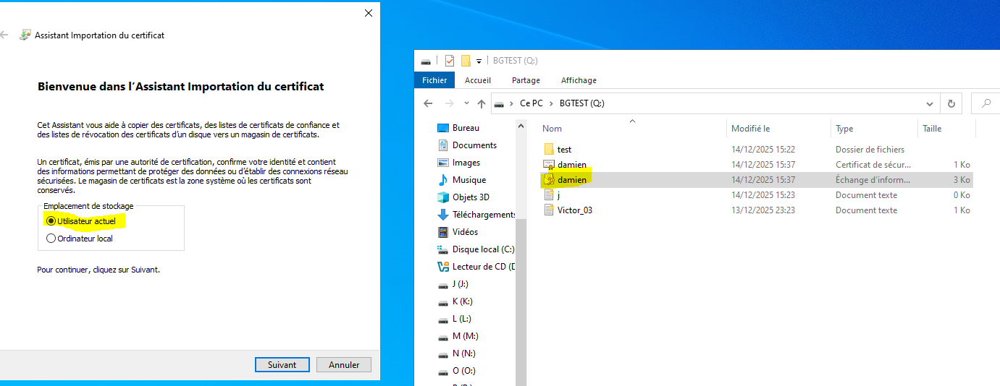 Assistant Importation du certificat
Bienvenue dans l'Assistant Importation du certificat
Cet Assistant vous aide à copier des certificats, des listes de certificats de confiance et
des listes de révocation des certificats d'un disque vers un magasin de certificats.
Un certificat, émis par une autorité de certification, confirme votre identité et contient
des informations permettant de protéger des données ou d'établir des connexions réseau
sécurisées. Le magasin de certificats est la zone système où les certificats sont
conservés.
Emplacement de stockage
Utilisateur actuel
Ordinateur local
Pour continuer, cliquez sur Suivant.
Suivant Annuler
BGTEST (Q:)
Fichier Accueil Partage Affichage
Ce PC > BGTEST (Q:)
Bureau
Documents
Images
Musique
Objets 3D
Téléchargements
Vidéos
Disque local (C:)
Lecteur de CD (D
J (J:)
K (K:)
L (L:)
M (M:)
N (N:)
O (O:)
Nom Modifié le Type Taille
test 14/12/2025 15:22 Dossier de fichiers
damien 14/12/2025 15:37 Certificat de sécur... 1 Ko
damien 14/12/2025 15:37 Échange d'inform... 3 Ko
j 14/12/2025 15:23 Document texte 0 Ko
Victor_03 13/12/2025 23:23 Document texte 1 Ko